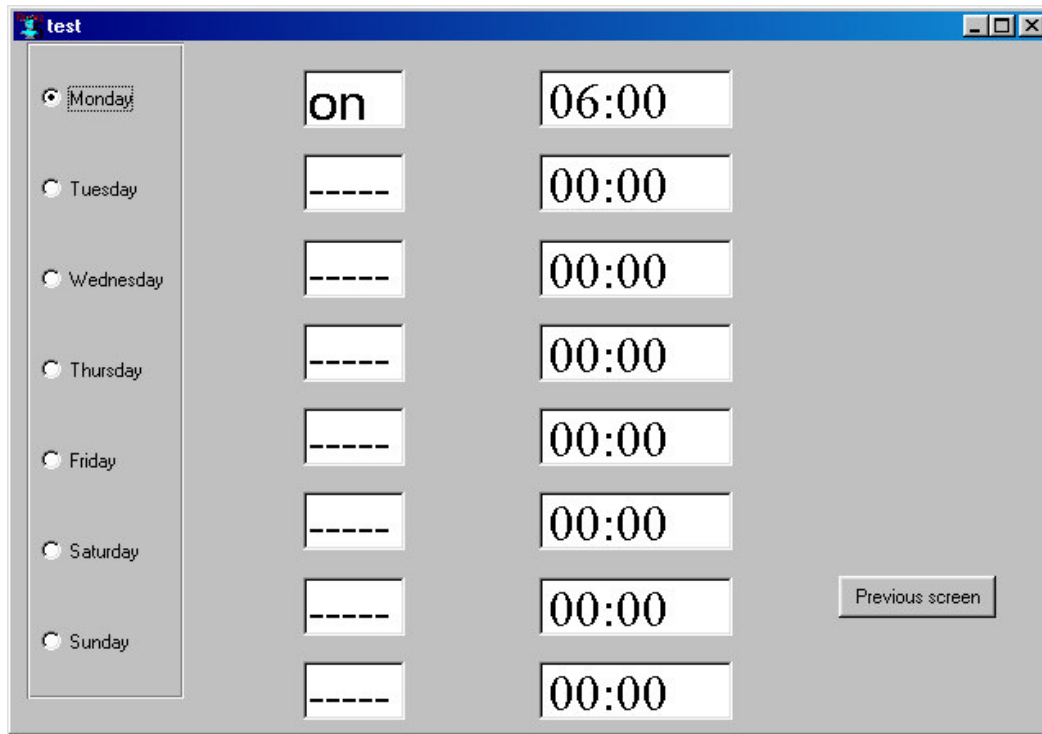 test
Monday on 06:00
Tuesday ----- 00:00
Wednesday ----- 00:00
Thursday ----- 00:00
Friday ----- 00:00
Saturday ----- 00:00
Sunday ----- 00:00
Previous screen
----- 00:00